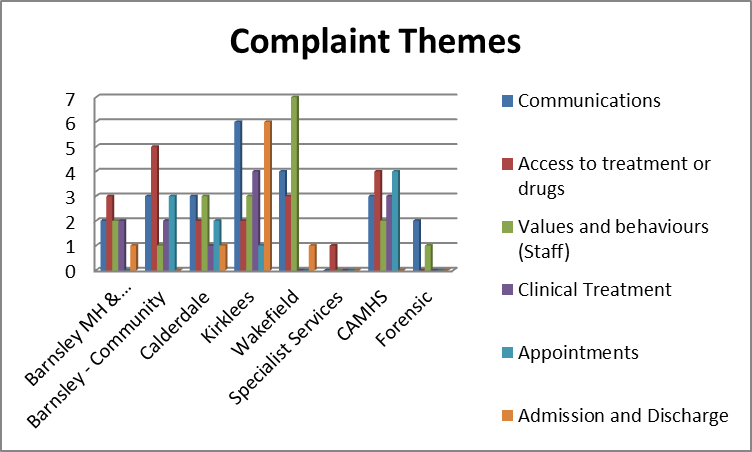 Complaint Themes
7
6
5
4
3
2
1
0
Barnsley MH &...
Barnsley - Community
Calderdale
Kirklees
Wakefield
Specialist Services
CAMHS
Forensic
Communications
Access to treatment or
drugs
Values and behaviours
(Staff)
Clinical Treatment
Appointments
Admission and Discharge